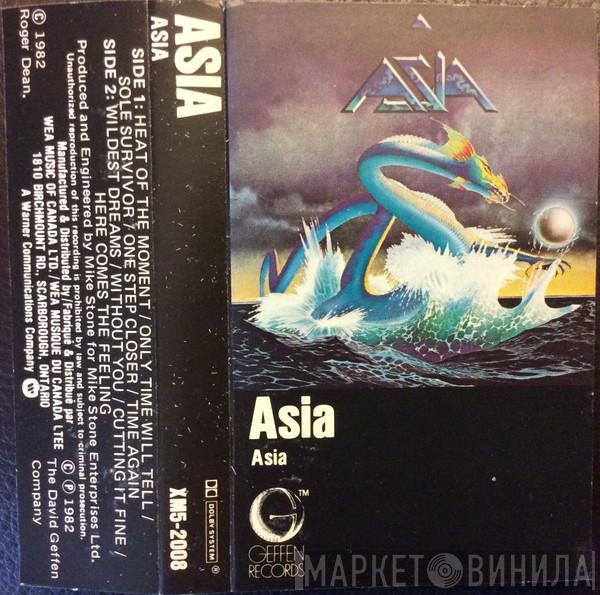 ASIA
ASIA
SIDE 1: HEAT OF THE MOMENT / ONLY TIME WILL TELL /
SOLE SURVIVOR / ONE STEP CLOSER / TIME AGAIN
SIDE 2: WILDEST DREAMS / WITHOUT YOU / CUTTING IT FINE /
HERE COMES THE FEELING
Produced and Engineered by Mike Stone for Mike Stone Enterprises Ltd.
Unauthorized reproduction of this recording is prohibited by law and subject to criminal prosecution.
Manufactured & Distributed by/Fabriqué & Distribué par
WEA MUSIC OF CANADA LTD./WEA MUSIQUE DU CANADA LTEE
1810 BIRCHMOUNT RD., SCARBOROUGH, ONTARIO
A Warner Communications Company
© 1982
Roger Dean.
© ℗ 1982
The David Geffen
Company
DOLBY SYSTEM ®
XM5-2008
ASIA
Asia
Asia
G ™
GEFFEN
RECORDS
МАРКЕТ ВИНИЛА